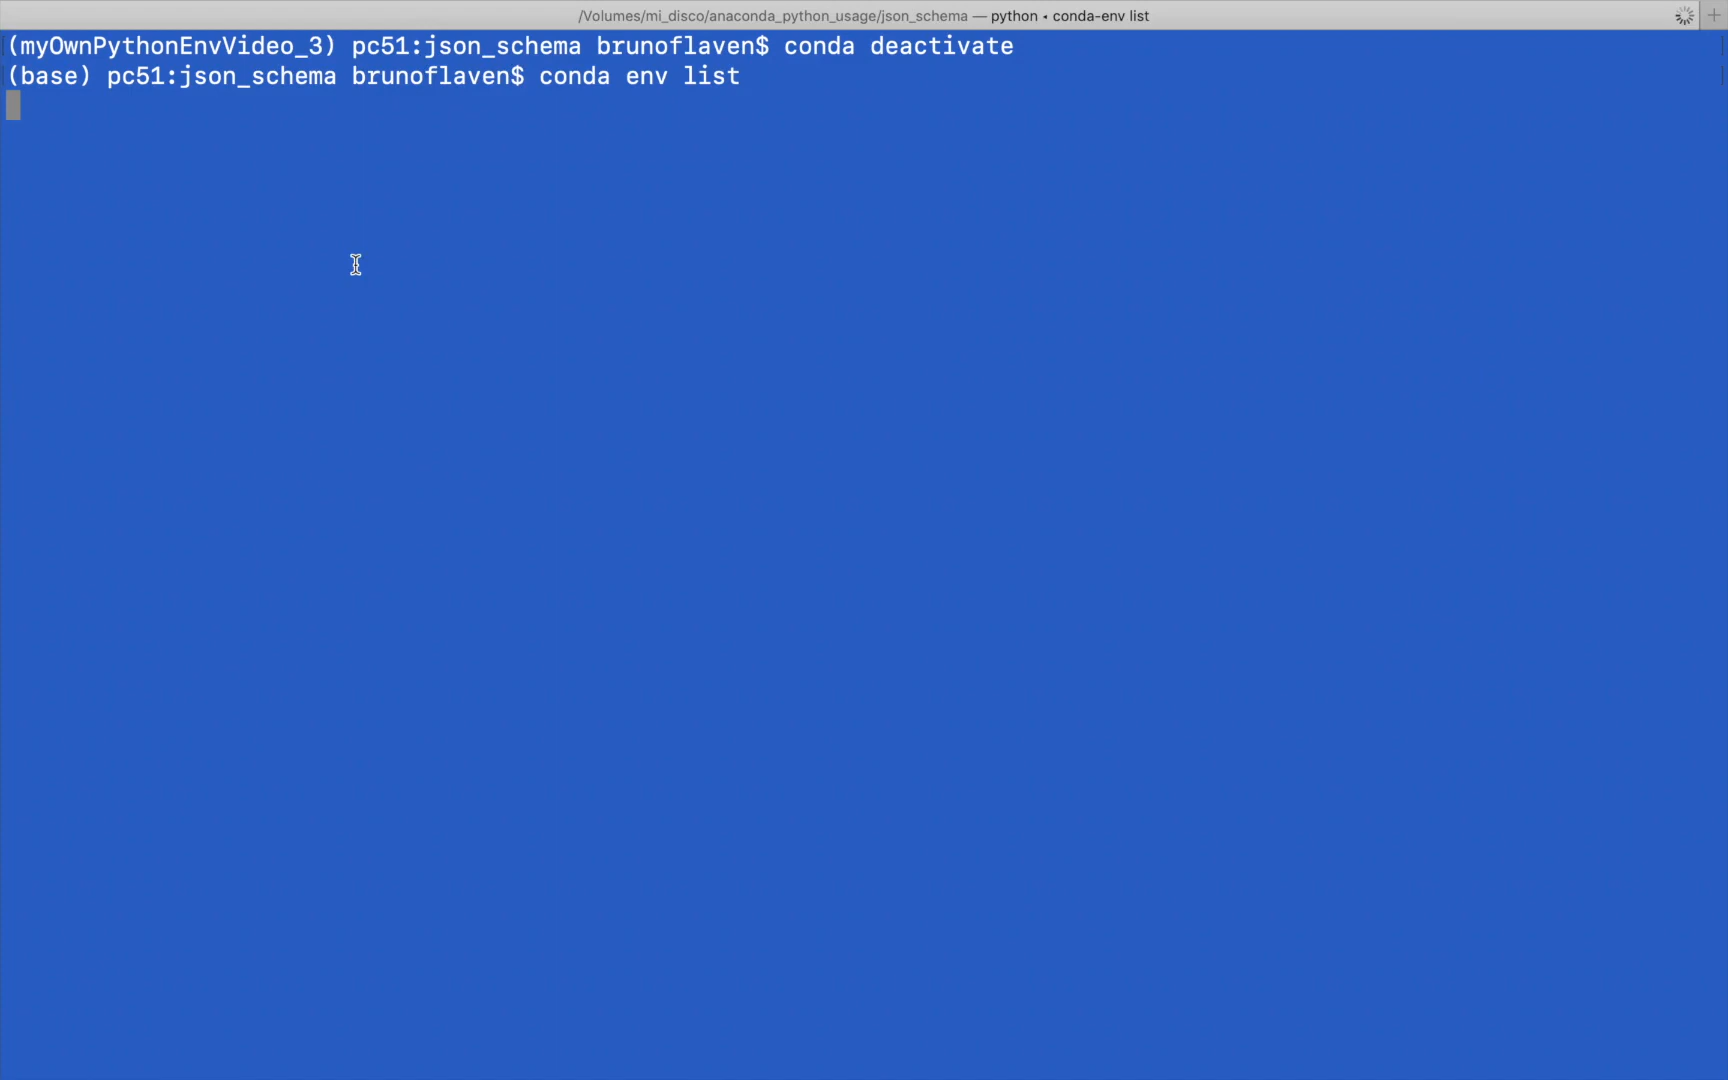 /Volumes/mi_disco/anaconda_python_usage/json_schema — python ◂ conda-env list
(myOwnPythonEnvVideo_3) pc51:json_schema brunoflaven$ conda deactivate
(base) pc51:json_schema brunoflaven$ conda env list